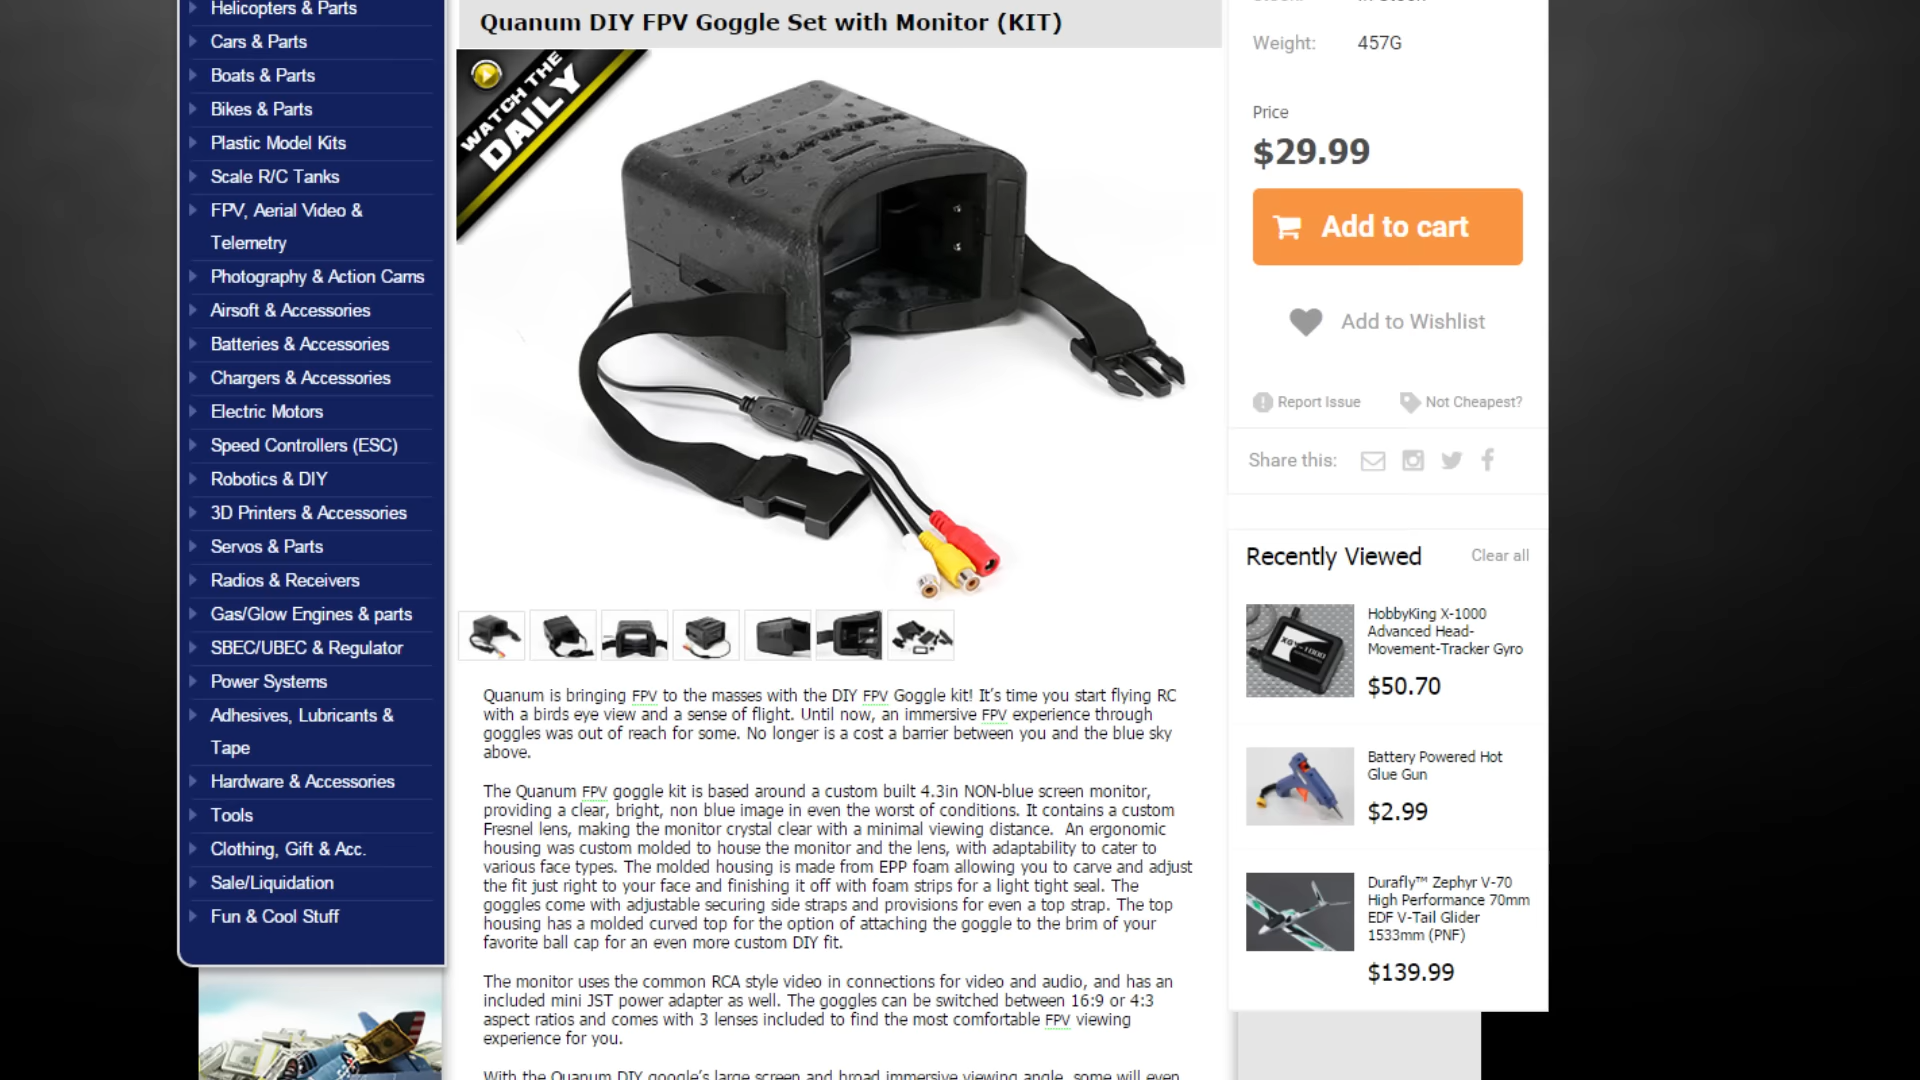 Helicopters & Parts
Cars & Parts
Boats & Parts
Bikes & Parts
Plastic Model Kits
Scale R/C Tanks
FPV, Aerial Video &
Telemetry
Photography & Action Cams
Airsoft & Accessories
Batteries & Accessories
Chargers & Accessories
Electric Motors
Speed Controllers (ESC)
Robotics & DIY
3D Printers & Accessories
Servos & Parts
Radios & Receivers
Gas/Glow Engines & parts
SBEC/UBEC & Regulator
Power Systems
Adhesives, Lubricants &
Tape
Hardware & Accessories
Tools
Clothing, Gift & Acc.
Sale/Liquidation
Fun & Cool Stuff
Quanum DIY FPV Goggle Set with Monitor (KIT)
WATCH THE
DAILY
Quanum is bringing FPV to the masses with the DIY FPV Goggle kit! It's time you start flying RC
with a birds eye view and a sense of flight. Until now, an immersive FPV experience through
goggles was out of reach for some. No longer is a cost a barrier between you and the blue sky
above.
The Quanum FPV goggle kit is based around a custom built 4.3in NON-blue screen monitor,
providing a clear, bright, non blue image in even the worst of conditions. It contains a custom
Fresnel lens, making the monitor crystal clear with a minimal viewing distance. An ergonomic
housing was custom molded to house the monitor and the lens, with adaptability to cater to
various face types. The molded housing is made from EPP foam allowing you to carve and adjust
the fit just right to your face and finishing it off with foam strips for a light tight seal. The
goggles come with adjustable securing side straps and provisions for even a top strap. The top
housing has a molded curved top for the option of attaching the goggle to the brim of your
favorite ball cap for an even more custom DIY fit.
The monitor uses the common RCA style video in connections for video and audio, and has an
included mini JST power adapter as well. The goggles can be switched between 16:9 or 4:3
aspect ratios and comes with 3 lenses included to find the most comfortable FPV viewing
experience for you.
With the Quanum DIY google's large screen and broad immersive viewing angle, some will even
Weight: 457G
Price
$29.99
Add to cart
Add to Wishlist
Report Issue Not Cheapest?
Share this:
Recently Viewed Clear all
HobbyKing X-1000
Advanced Head-
Movement-Tracker Gyro
$50.70
Battery Powered Hot
Glue Gun
$2.99
Durafly™ Zephyr V-70
High Performance 70mm
EDF V-Tail Glider
1533mm (PNF)
$139.99